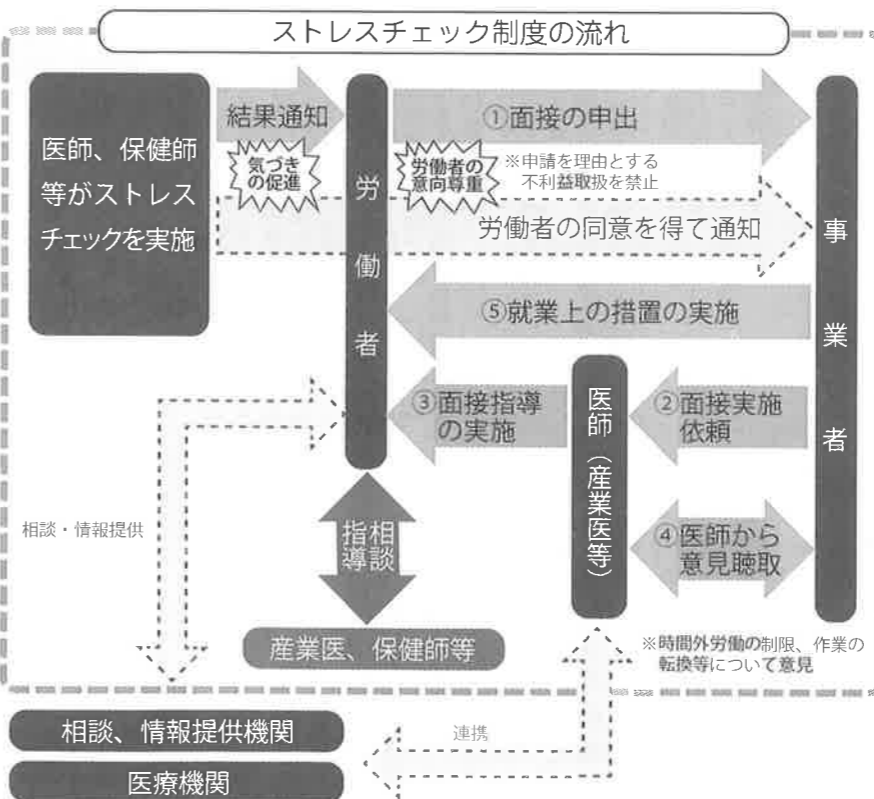 ストレスチェック制度の流れ
医師、保健師
等がストレス
チェックを実施
結果通知
気づき
の促進
労働者
①面接の申出
労働者の
意向尊重
※申請を理由とする
不利益取扱を禁止
労働者の同意を得て通知
事業者
⑤就業上の措置の実施
③面接指導
の実施
医師（産業医等）
②面接実施
依頼
④医師から
意見聴取
相談・情報提供
相談
指導
産業医、保健師等
※時間外労働の制限、作業の
転換等について意見
相談、情報提供機関
医療機関
連携